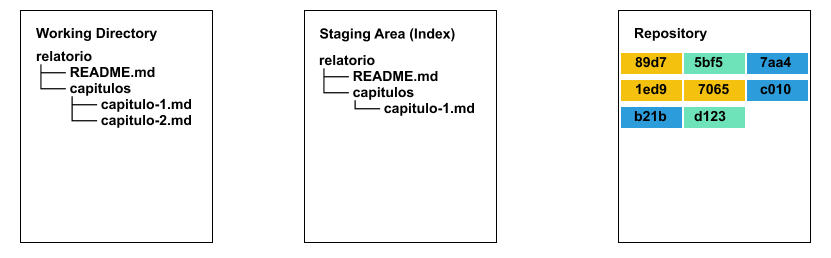 Working Directory
relatorio
README.md
capitulos
capitulo-1.md
capitulo-2.md
Staging Area (Index)
relatorio
README.md
capitulos
capitulo-1.md
Repository
89d7 5bf5 7aa4
1ed9 7065 c010
b21b d123